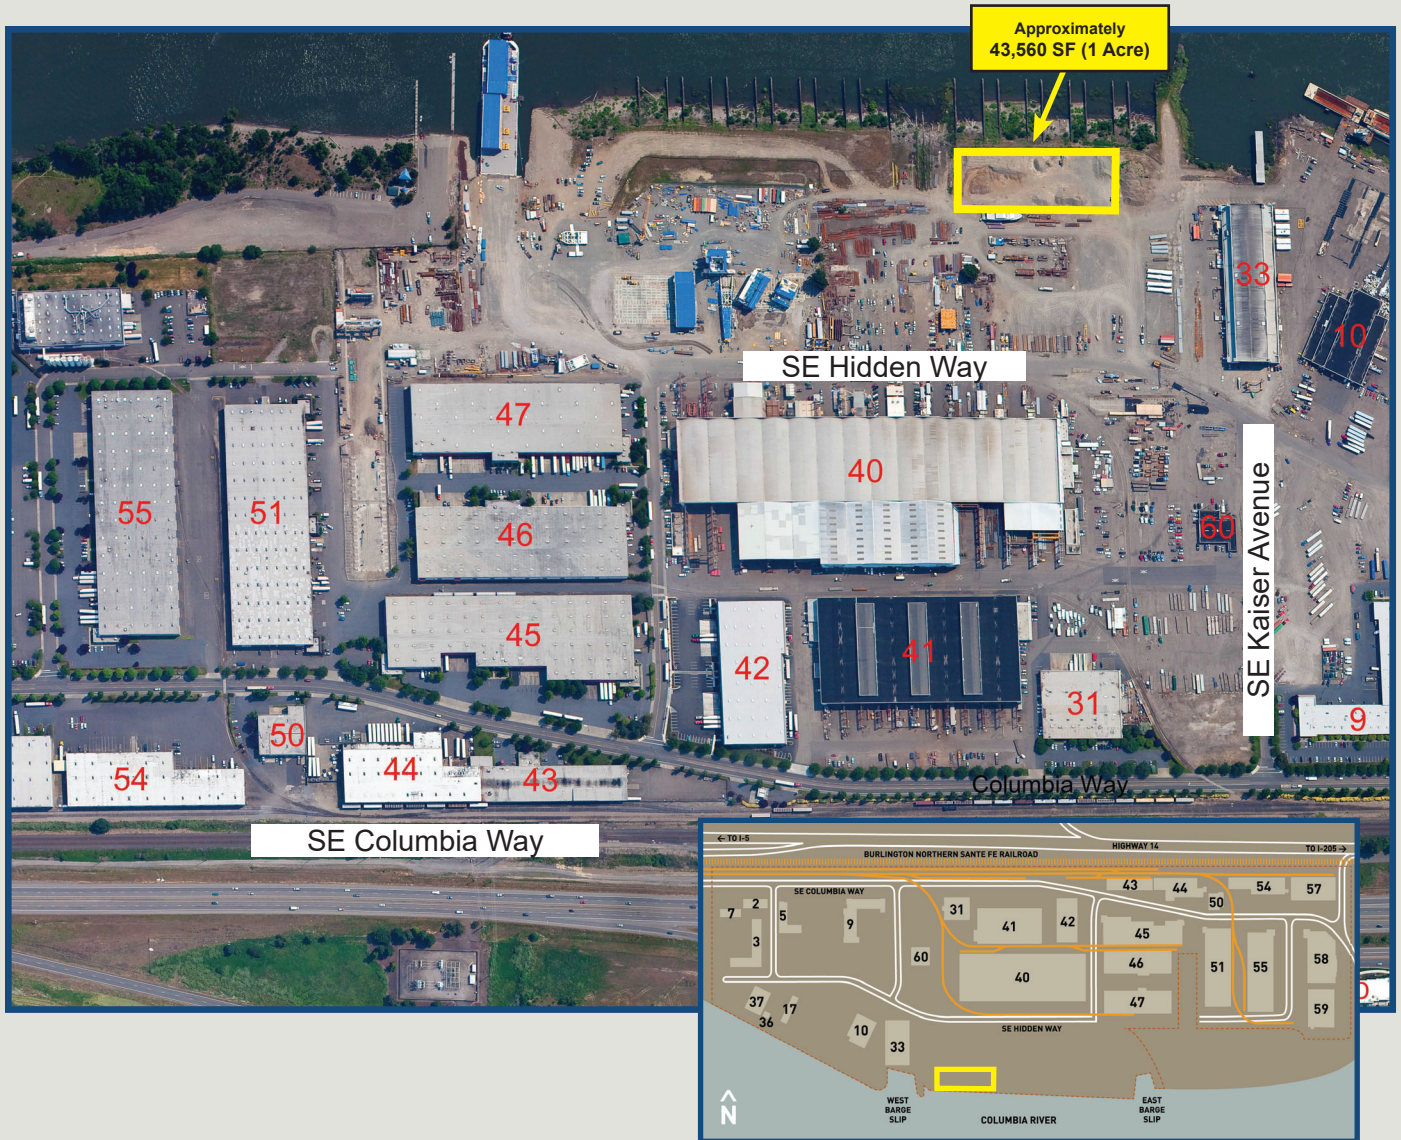 Approximately
43,560 SF (1 Acre)
33
10
SE Hidden Way
47
40
55
51
46
60
SE Kaiser Avenue
45
42
41
31
9
50
54
44
43
Columbia Way
SE Columbia Way
← TO I-5
HIGHWAY 14
TO I-205 →
BURLINGTON NORTHERN SANTE FE RAILROAD
SE COLUMBIA WAY
43
44
54
57
50
2
7
5
9
3
31
41
42
45
60
40
46
51
55
58
47
59
37
36
17
10
33
SE HIDDEN WAY
WEST
BARGE
SLIP
EAST
BARGE
SLIP
COLUMBIA RIVER
N